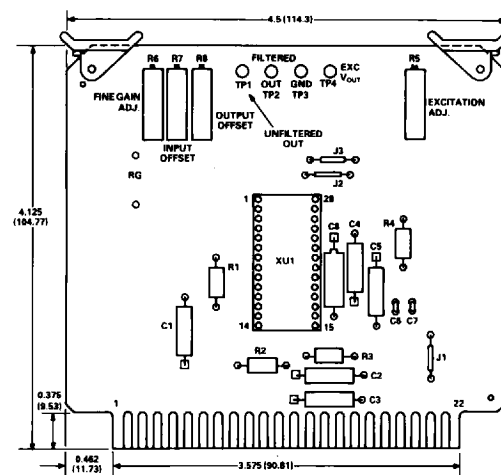 4.5 (114.3)
R6 R7 R8
FILTERED
EXC
VOUT
R5
TP1
OUT
TP2
GND
TP3
TP4
FINE GAIN
ADJ.
OUTPUT
OFFSET
EXCITATION
ADJ.
INPUT
OFFSET
UNFILTERED
OUT
RG
J3
J2
4.125
(104.77)
1
28
XU1
C8
C4
C5
R4
R1
C1
C6
C7
14
15
R2
R3
J1
C2
C3
0.375
(9.53)
1
22
0.462
(11.73)
3.575 (90.81)